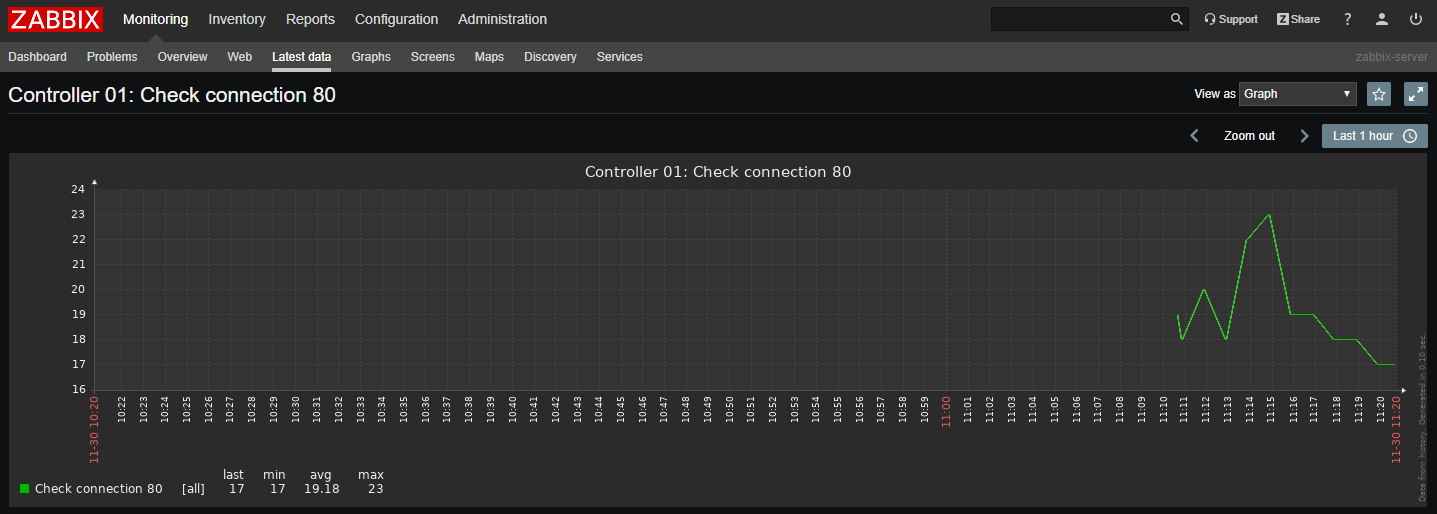 ZABBIX Monitoring Inventory Reports Configuration Administration Support Z Share ?
Dashboard Problems Overview Web Latest data Graphs Screens Maps Discovery Services zabbix-server
Controller 01: Check connection 80 View as Graph
Zoom out Last 1 hour
Controller 01: Check connection 80
24
23
22
21
20
19
18
17
16
11-30 10:20 10:22 10:23 10:24 10:25 10:26 10:27 10:28 10:29 10:30 10:31 10:32 10:33 10:34 10:35 10:36 10:37 10:38 10:39 10:40 10:41 10:42 10:43 10:44 10:45 10:46 10:47 10:48 10:49 10:50 10:51 10:52 10:53 10:54 10:55 10:56 10:57 10:58 10:59 11:00 11:01 11:02 11:03 11:04 11:05 11:06 11:07 11:08 11:09 11:10 11:11 11:12 11:13 11:14 11:15 11:16 11:17 11:18 11:19 11:20 11-30 11:20
last min avg max
Check connection 80 [all] 17 17 19.18 23
Data from history. Generated in 0.10 sec.